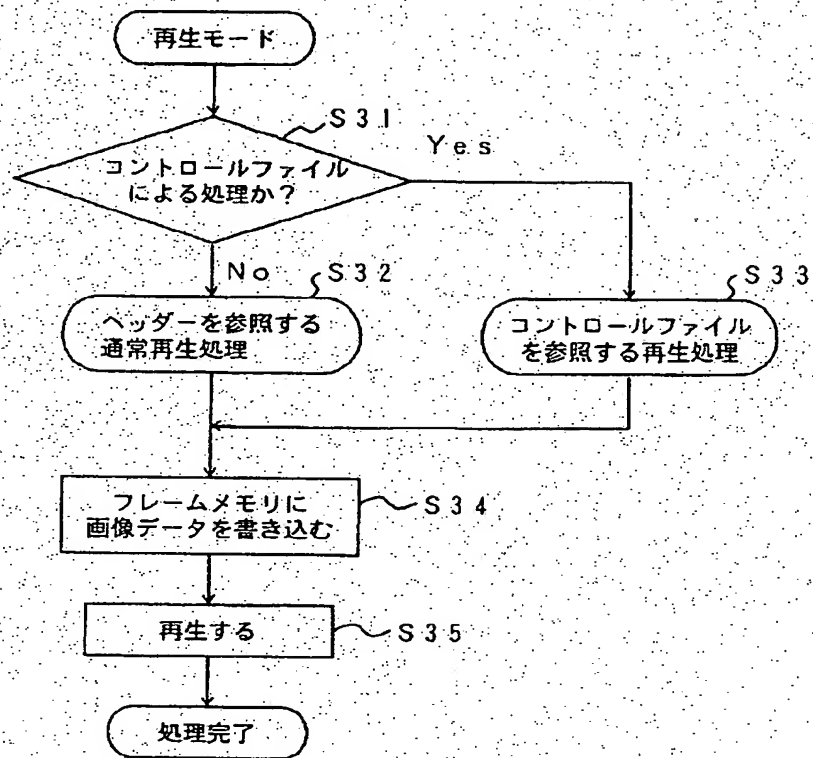 再生モード
S31
コントロールファイル
による処理か?
Yes
No
S32
ヘッダーを参照する
通常再生処理
S33
コントロールファイル
を参照する再生処理
フレームメモリに
画像データを書き込む
S34
再生する
S35
処理完了